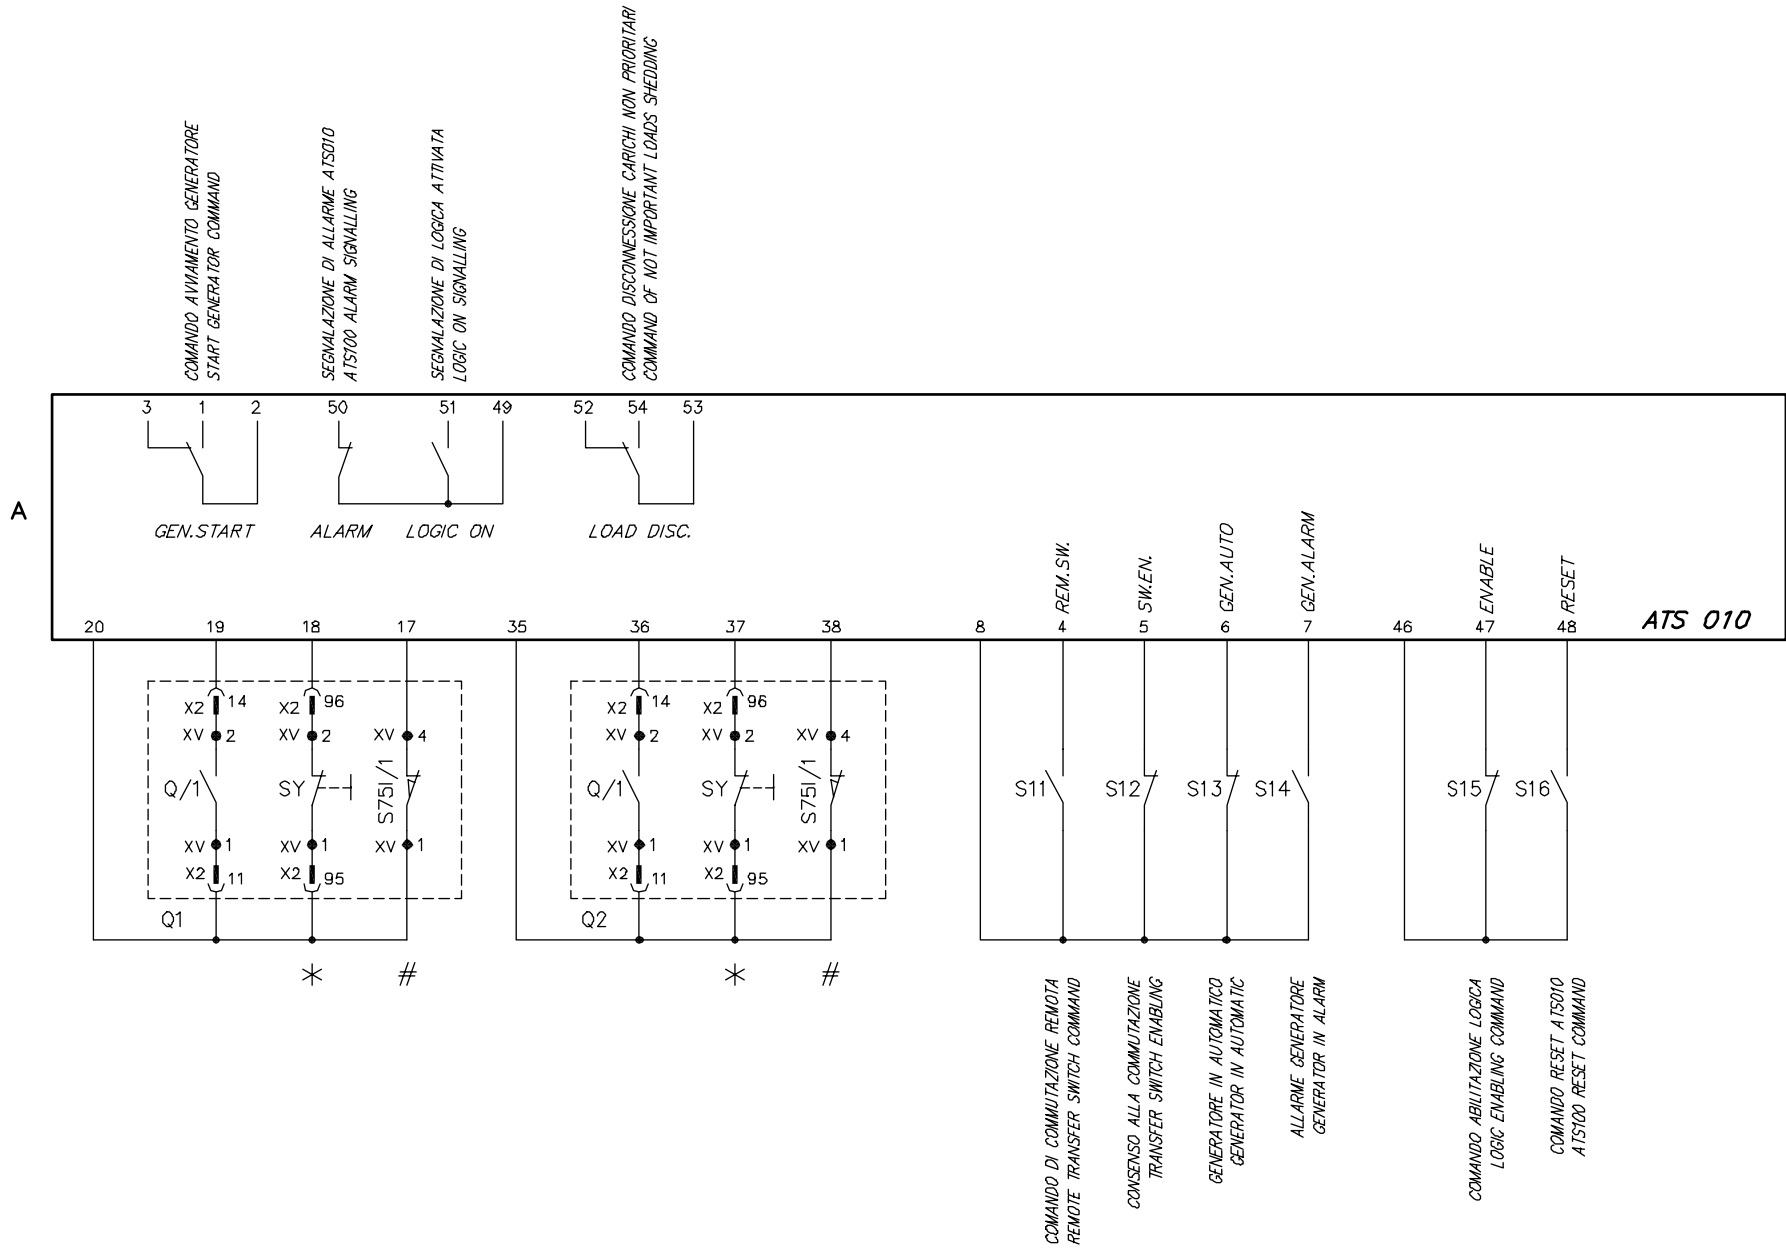 COMANDO AVVIAMENTO GENERATORE
START GENERATOR COMMAND
SEGNALAZIONE DI ALLARME ATS010
ATS100 ALARM SIGNALLING
SEGNALAZIONE DI LOGICA ATTIVATA
LOGIC ON SIGNALLING
COMANDO DISCONNESSIONE CARICHI NON PRIORITARI
COMMAND OF NOT IMPORTANT LOADS SHEDDING
3 1 2 50 51 49 52 54 53
A
GEN.START ALARM LOGIC ON LOAD DISC.
REM.SW.
SW.EN.
GEN.AUTO
GEN.ALARM
ENABLE
RESET
ATS 010
20 19 18 17 35 36 37 38 8 4 5 6 7 46 47 48
X2 14 X2 96 X2 14 X2 96
XV 2 XV 2 XV 4 XV 2 XV 2 XV 4
Q/1 SY S75I/1 Q/1 SY S75I/1 S11 S12 S13 S14 S15 S16
XV 1 XV 1 XV 1 XV 1 XV 1 XV 1
X2 11 X2 95 X2 11 X2 95
Q1 Q2
* # * #
COMANDO DI COMMUTAZIONE REMOTA
REMOTE TRANSFER SWITCH COMMAND
CONSENSO ALLA COMMUTAZIONE
TRANSFER SWITCH ENABLING
GENERATORE IN AUTOMATICO
GENERATOR IN AUTOMATIC
ALLARME GENERATORE
GENERATOR IN ALARM
COMANDO ABILITAZIONE LOGICA
LOGIC ENABLING COMMAND
COMANDO RESET ATS010
ATS100 RESET COMMAND